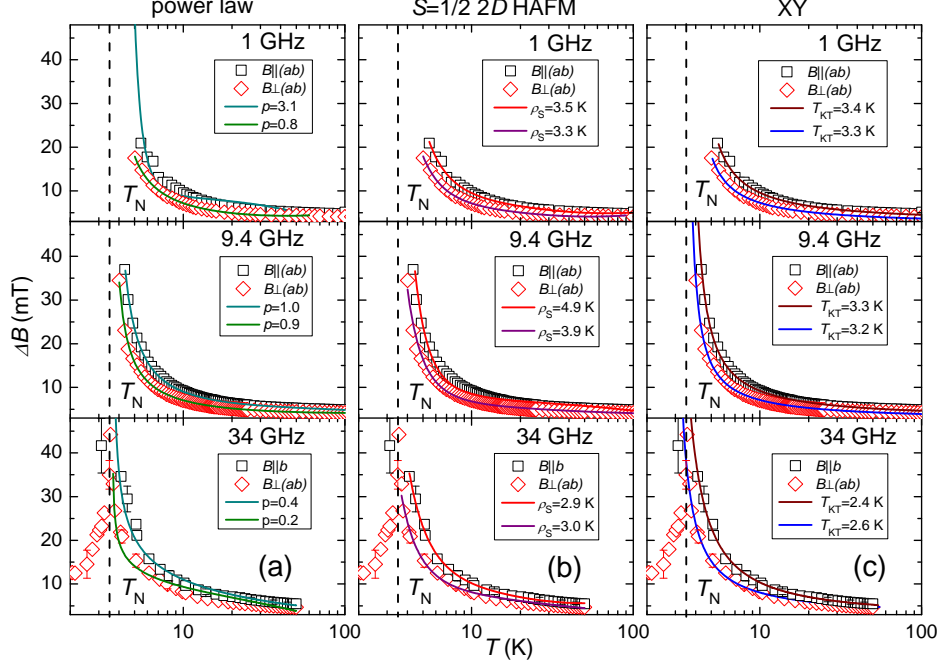 power law
S=1/2 2D HAFM
XY
1 GHz
B||(ab)
B⊥(ab)
p=3.1
p=0.8
T_N
1 GHz
B||(ab)
B⊥(ab)
ρ_S=3.5 K
ρ_S=3.3 K
T_N
1 GHz
B||(ab)
B⊥(ab)
T_KT=3.4 K
T_KT=3.3 K
T_N
40
30
20
10
9.4 GHz
B||(ab)
B⊥(ab)
p=1.0
p=0.9
T_N
9.4 GHz
B||(ab)
B⊥(ab)
ρ_S=4.9 K
ρ_S=3.9 K
T_N
9.4 GHz
B||(ab)
B⊥(ab)
T_KT=3.3 K
T_KT=3.2 K
T_N
40
30
20
10
ΔB (mT)
34 GHz
B||b
B⊥(ab)
p=0.4
p=0.2
T_N
(a)
34 GHz
B||b
B⊥(ab)
ρ_S=2.9 K
ρ_S=3.0 K
T_N
(b)
34 GHz
B||b
B⊥(ab)
T_KT=2.4 K
T_KT=2.6 K
T_N
(c)
40
30
20
10
10 100 10 100 10 100
T (K)